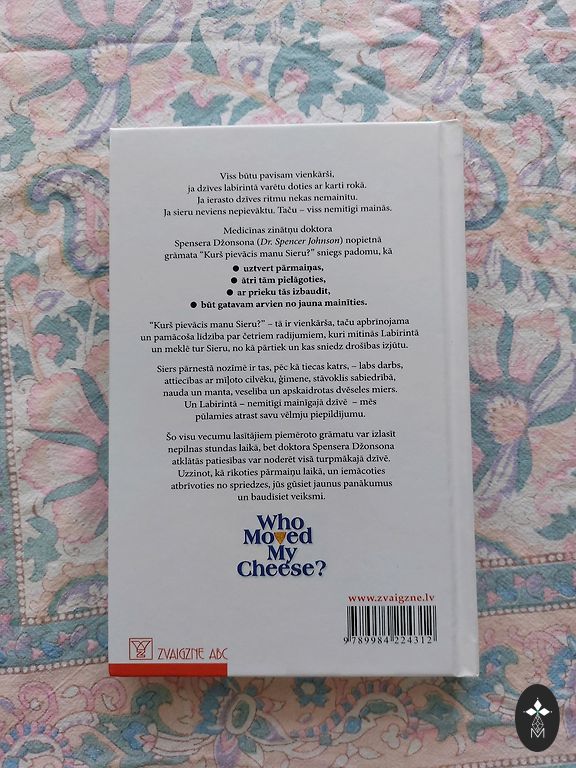 Viss būtu pavisam vienkārši,
ja dzīves labirintā varētu doties ar karti rokā.
Ja ierasto dzīves ritmu nekas nemainītu.
Ja sieru neviens nepievāktu. Taču – viss nemitīgi mainās.
Medicīnas zinātņu doktora
Spensera Džonsona (Dr. Spencer Johnson) nopietnā
grāmata “Kurš pievācis manu Sieru?” sniegs padomu, kā
● uztvert pārmaiņas,
● ātri tām pielāgoties,
● ar prieku tās izbaudīt,
● būt gatavam arvien no jauna mainīties.
“Kurš pievācis manu Sieru?” – tā ir vienkārša, taču apbrīnojama
un pamācoša līdzība par četriem radījumiem, kuri mitinās Labirintā
un meklē tur Sieru, no kā pārtiek un kas sniedz drošības izjūtu.
Siers pārnestā nozīmē ir tas, pēc kā tiecas katrs, – labs darbs,
attiecības ar mīļoto cilvēku, ģimene, stāvoklis sabiedrībā,
nauda un manta, veselība un apskaidrotas dvēseles miers.
Un Labirintā – nemitīgi mainīgajā dzīvē – mēs
pūlamies atrast savu vēlmju piepildījumu.
Šo visu vecumu lasītājiem piemēroto grāmatu var izlasīt
nepilnas stundas laikā, bet doktora Spensera Džonsona
atklātās patiesības var noderēt visā turpmākajā dzīvē.
Uzzinot, kā rīkoties pārmaiņu laikā, un iemācoties
atbrīvoties no spriedzes, jūs gūsiet jaunus panākumus
un baudīsiet veiksmi.
Who
Moved
My
Cheese?
www.zvaigzne.lv
9 789984 224312
ZVAIGZNE ABC